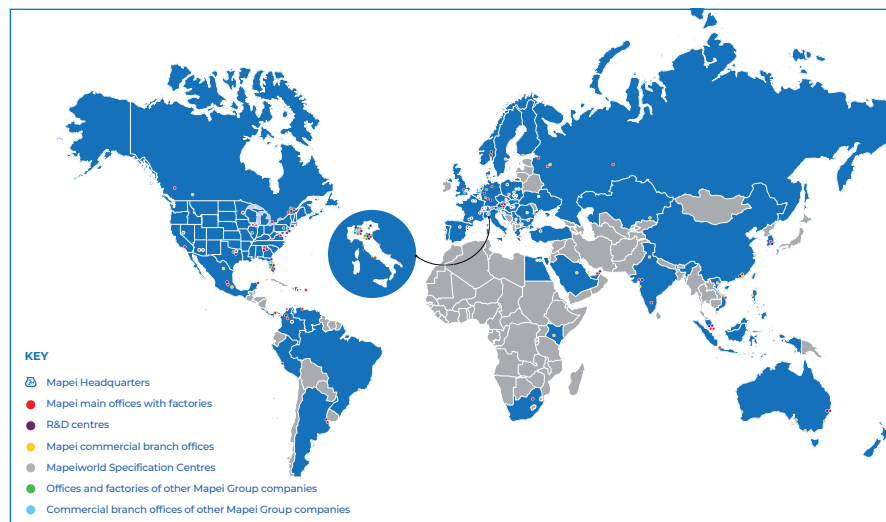 KEY
Mapei Headquarters
Mapei main offices with factories
R&D centres
Mapei commercial branch offices
Mapeiworld Specification Centres
Offices and factories of other Mapei Group companies
Commercial branch offices of other Mapei Group companies